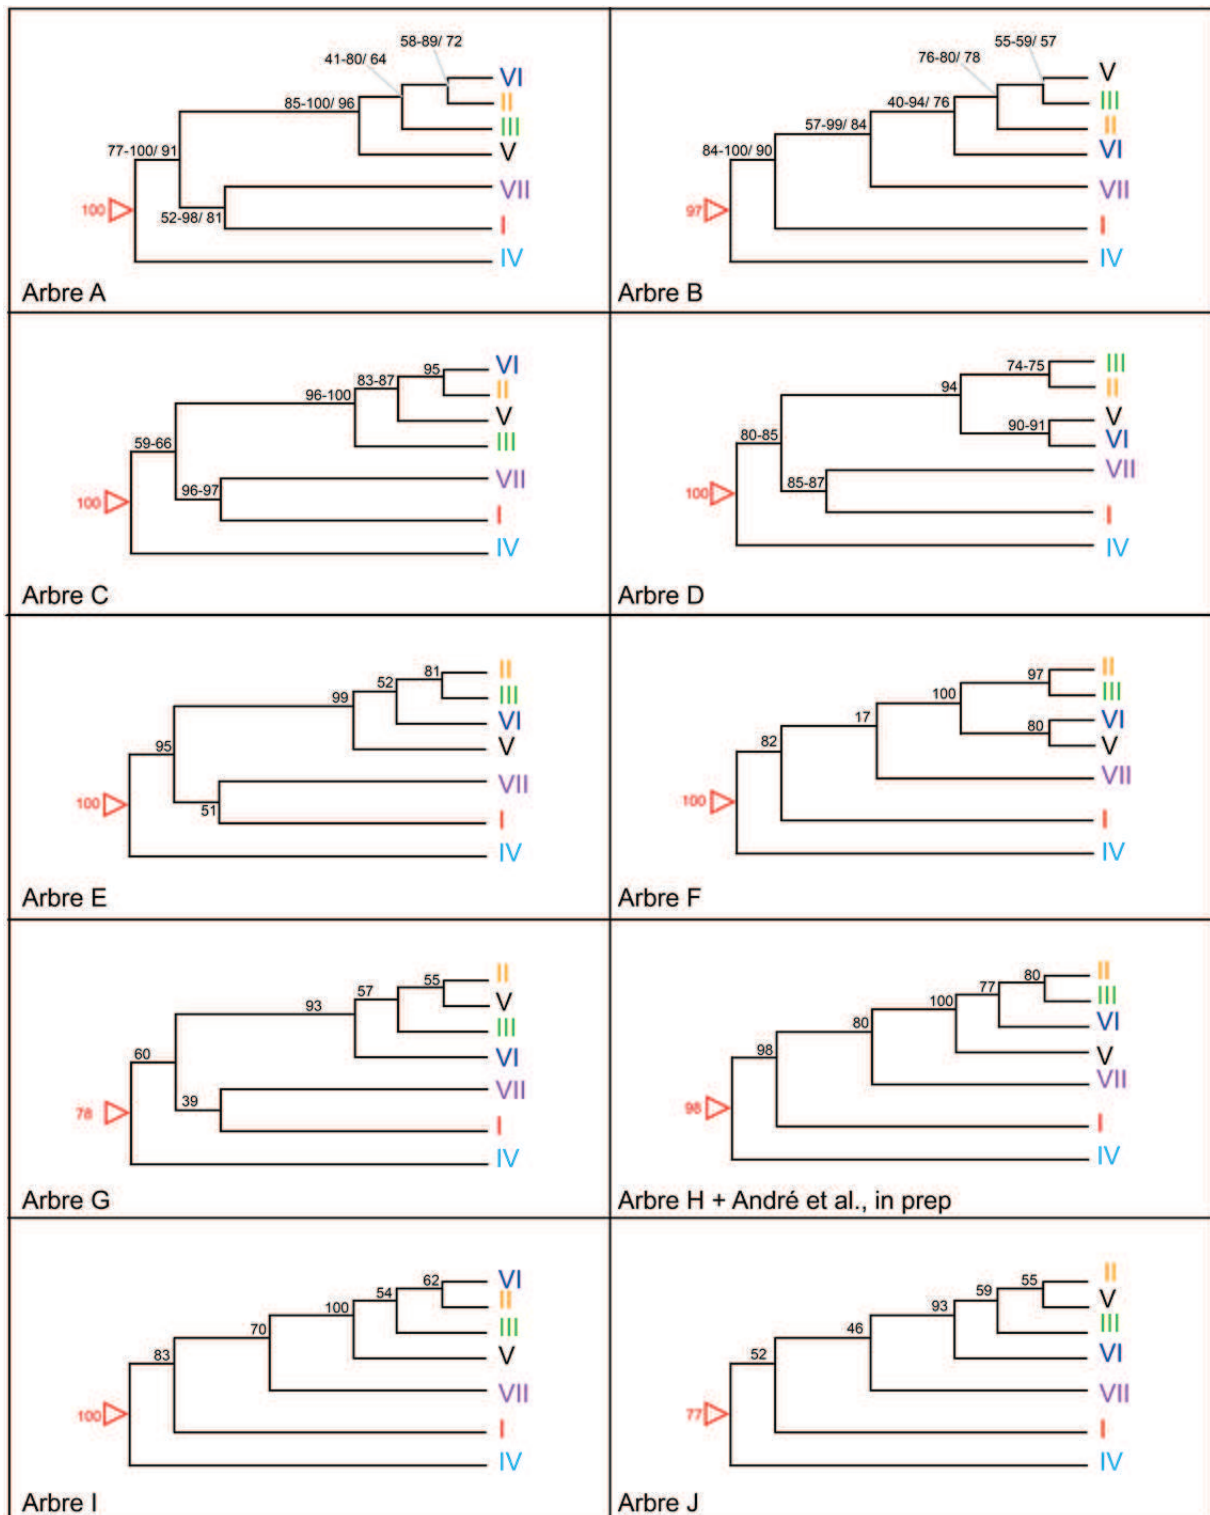 58-89/ 72
41-80/ 64
VI
85-100/ 96
II
III
77-100/ 91
V
VII
100
52-98/ 81
I
IV
Arbre A
55-59/ 57
76-80/ 78
V
40-94/ 76
III
57-99/ 84
II
84-100/ 90
VI
VII
97
I
IV
Arbre B
95
VI
83-87
II
96-100
V
59-66
III
96-97
VII
100
I
IV
Arbre C
74-75
III
94
II
90-91
V
80-85
VI
85-87
VII
100
I
IV
Arbre D
81
II
52
III
99
VI
95
V
VII
100
51
I
IV
Arbre E
97
II
100
III
17
VI
82
80
V
VII
100
I
IV
Arbre F
55
II
57
V
93
III
60
VI
39
VII
78
I
IV
Arbre G
80
II
77
III
100
VI
80
V
98
VII
98
I
IV
Arbre H + André et al., in prep
62
VI
54
II
100
III
70
V
83
VII
100
I
IV
Arbre I
55
II
59
V
93
III
46
VI
52
VII
77
I
IV
Arbre J